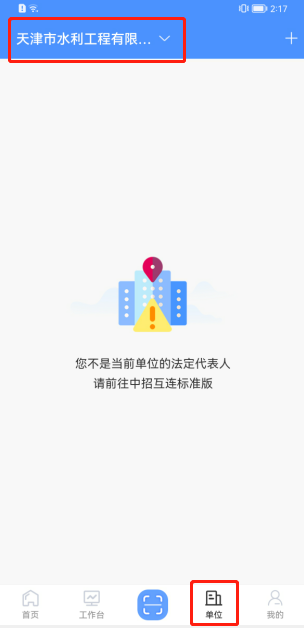 2:17
天津市水利工程有限...
您不是当前单位的法定代表人
请前往中招互连标准版
首页
工作台
单位
我的